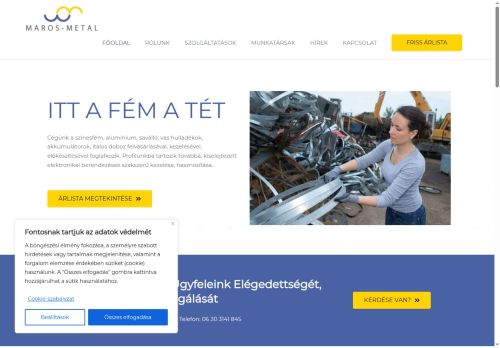 MAROS-METAL
FŐOLDAL
RÓLUNK
SZOLGÁLTATÁSOK
MUNKATÁRSAK
HÍREK
KAPCSOLAT
FRISS ÁRLISTA
ITT A FÉM A TÉT
Cégünk a színesfém, alumínium, saválló, vas hulladékok,
akkumulátorok, italos doboz felvásárlásával, kezelésével,
előkészítésével foglalkozik. Profilunkba tartozik továbbá, kiselejtezett
elektronikai berendezések szakszerű kezelése, hasznosítása.
ÁRLISTA MEGTEKINTÉSE
Fontosnak tartjuk az adatok védelmét
A böngészési élmény fokozása, a személyre szabott
hirdetések vagy tartalmak megjelenítése, valamint a
forgalom elemzése érdekében sütiket (cookie)
használunk. A "Összes elfogadás" gombra kattintva
hozzájárulhat a sütik használatához.
Cookie-szabályzat
Beállítások
Összes elfogadása
Ügyfeleink Elégedettségét,
gálását
Telefon: 06 30 3141 845
KÉRDÉSE VAN?